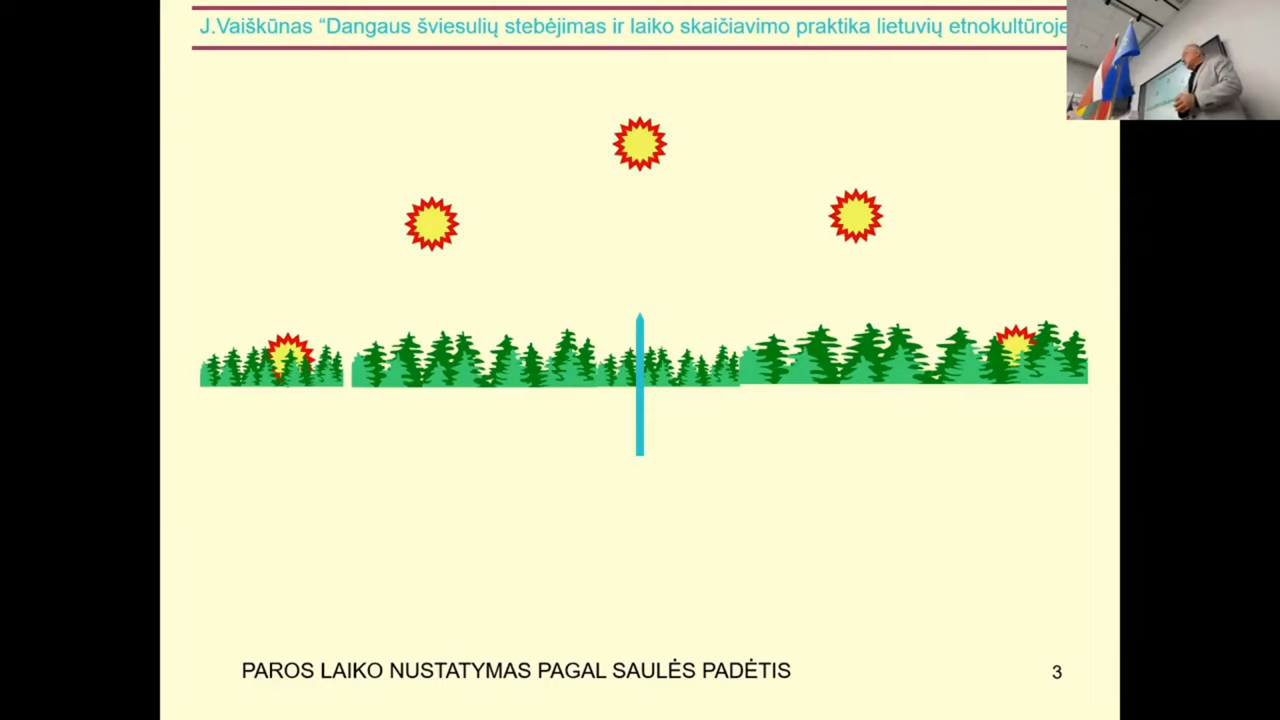 J.Vaiškūnas “Dangaus šviesulių stebėjimas ir laiko skaičiavimo praktika lietuvių etnokultūroje
PAROS LAIKO NUSTATYMAS PAGAL SAULĖS PADĖTIS
3